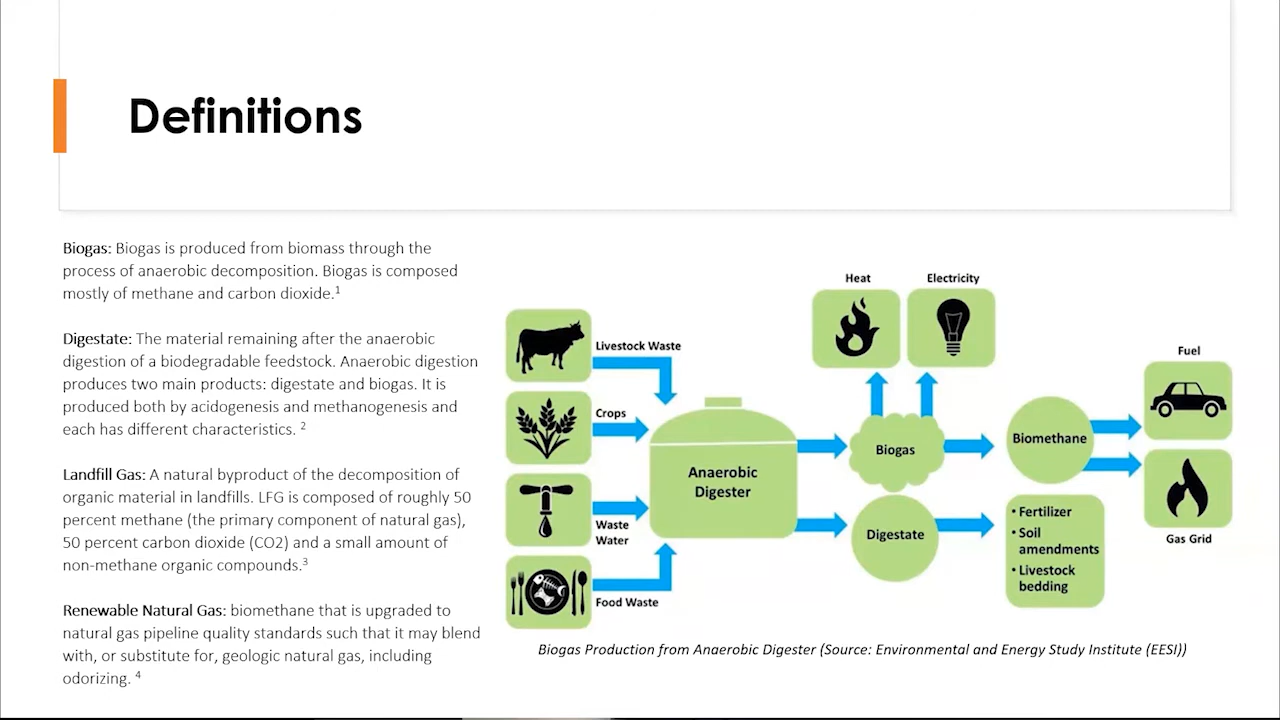 Definitions
Biogas: Biogas is produced from biomass through the
process of anaerobic decomposition. Biogas is composed
mostly of methane and carbon dioxide.1
Digestate: The material remaining after the anaerobic
digestion of a biodegradable feedstock. Anaerobic digestion
produces two main products: digestate and biogas. It is
produced both by acidogenesis and methanogenesis and
each has different characteristics. 2
Landfill Gas: A natural byproduct of the decomposition of
organic material in landfills. LFG is composed of roughly 50
percent methane (the primary component of natural gas),
50 percent carbon dioxide (CO2) and a small amount of
non-methane organic compounds.3
Renewable Natural Gas: biomethane that is upgraded to
natural gas pipeline quality standards such that it may blend
with, or substitute for, geologic natural gas, including
odorizing. 4
Livestock Waste
Crops
Waste
Water
Food Waste
Anaerobic
Digester
Heat
Electricity
Biogas
Digestate
Biomethane
• Fertilizer
• Soil
amendments
• Livestock
bedding
Fuel
Gas Grid
Biogas Production from Anaerobic Digester (Source: Environmental and Energy Study Institute (EESI))